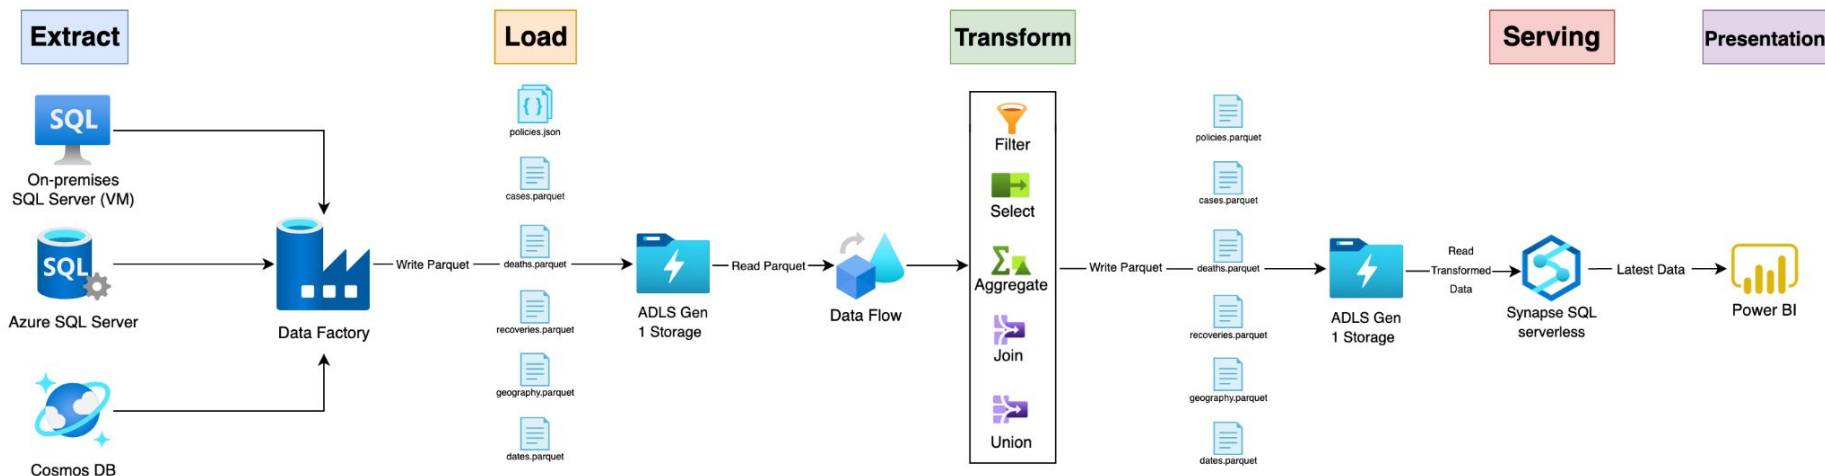 Extract
Load
Transform
Serving
Presentation
SQL
On-premises
SQL Server (VM)
SQL
Azure SQL Server
Cosmos DB
Data Factory
Write Parquet
{ }
policies.json
cases.parquet
deaths.parquet
recoveries.parquet
geography.parquet
dates.parquet
ADLS Gen
1 Storage
Read Parquet
Data Flow
Filter
Select
Aggregate
Join
Union
Write Parquet
policies.parquet
cases.parquet
deaths.parquet
recoveries.parquet
geography.parquet
dates.parquet
ADLS Gen
1 Storage
Read
Transformed
Data
Synapse SQL
serverless
Latest Data
Power BI